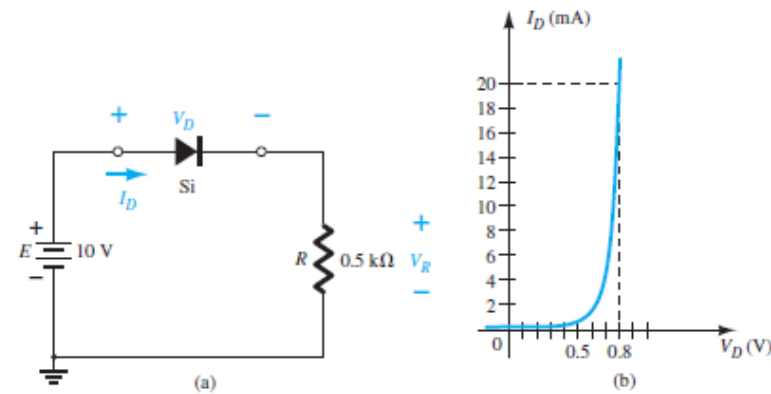 + V_D −
I_D
Si
+
E 10 V
−
R 0.5 kΩ
+
V_R
−
(a)
I_D (mA)
20
18
16
14
12
10
8
6
4
2
0 0.5 0.8 V_D (V)
(b)